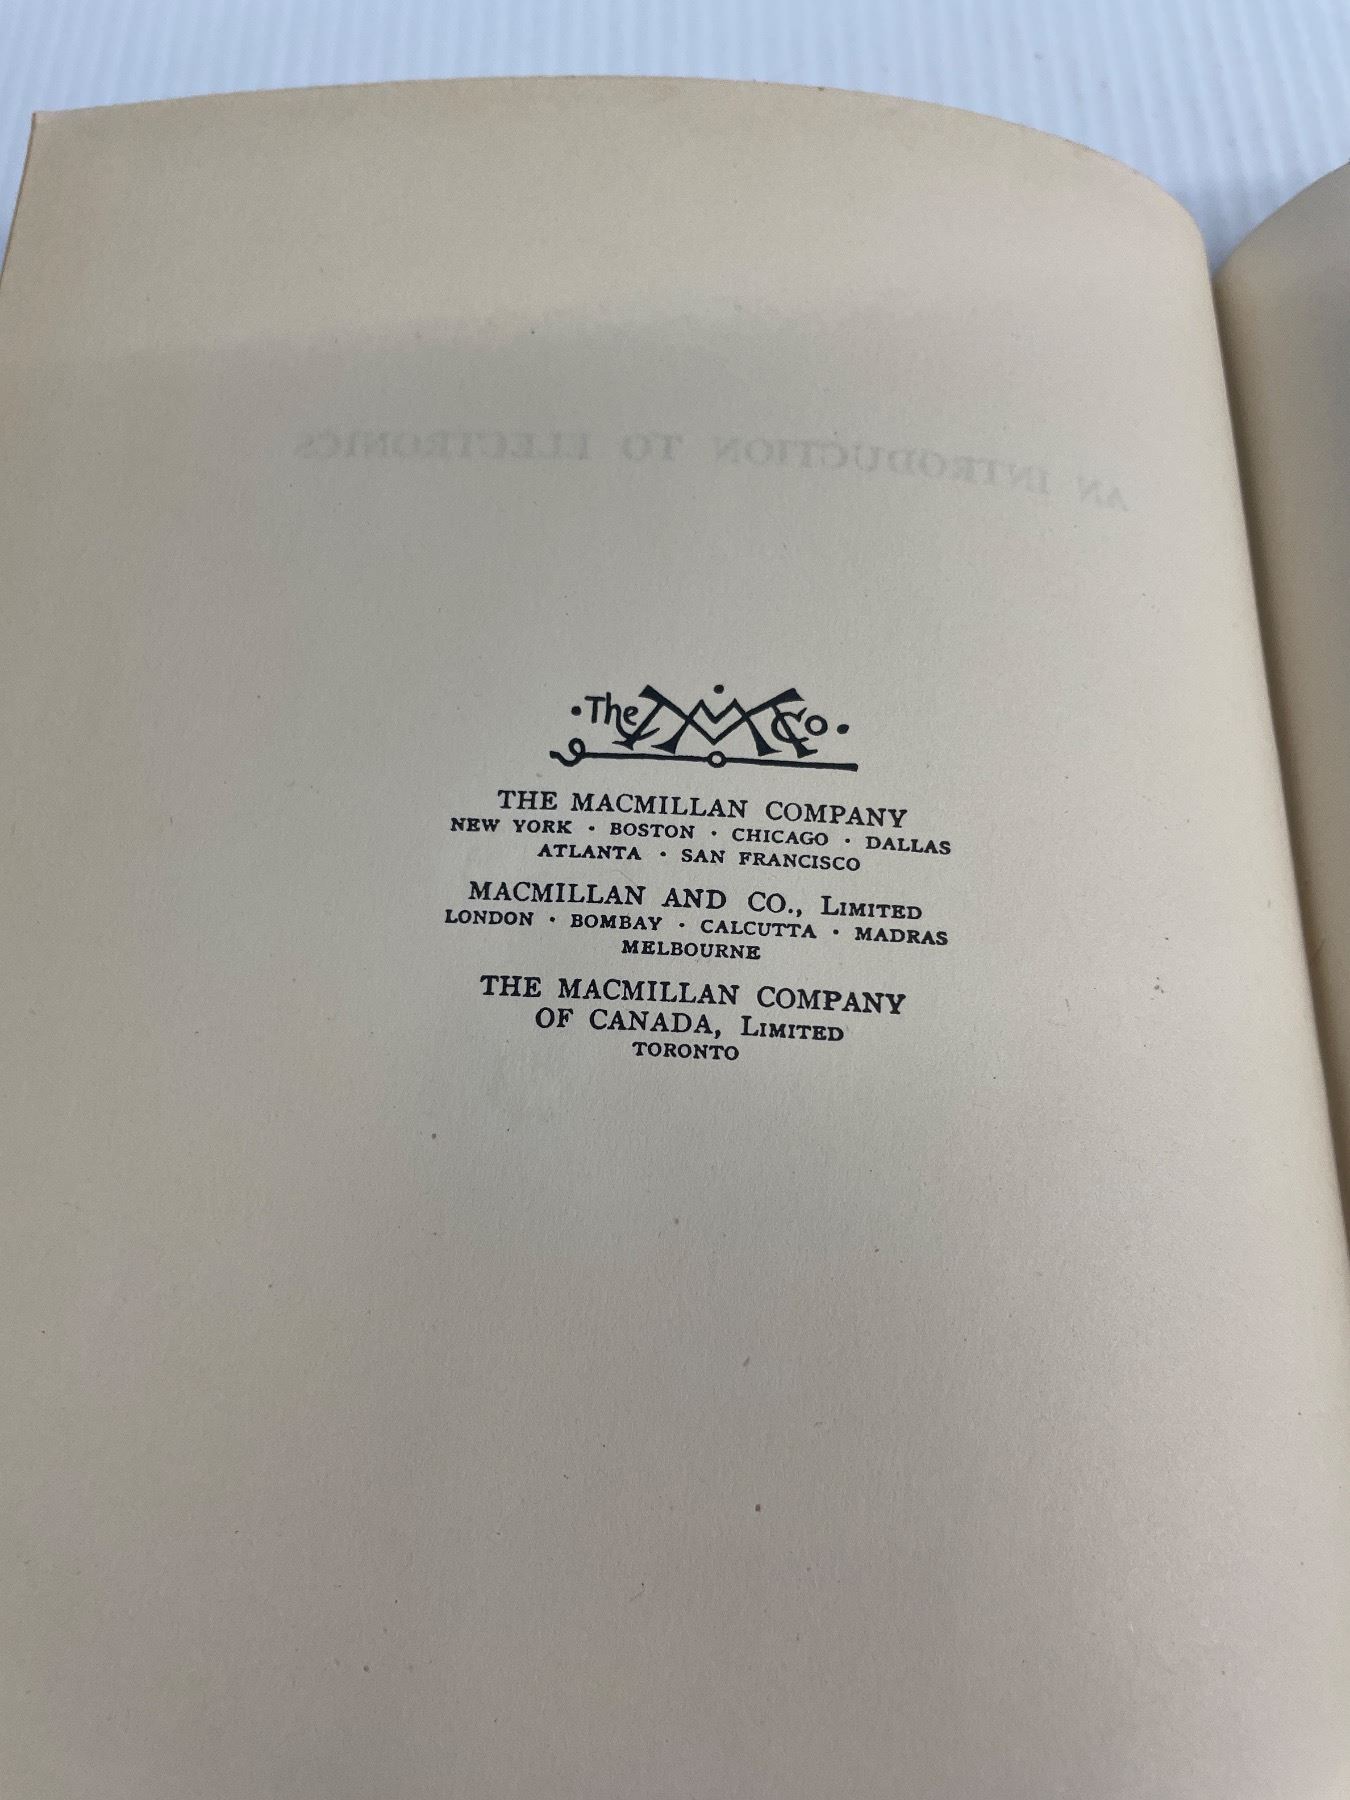 AN INTRODUCTION TO ELECTRONICS
·The M Co·
THE MACMILLAN COMPANY
NEW YORK · BOSTON · CHICAGO · DALLAS
ATLANTA · SAN FRANCISCO
MACMILLAN AND CO., LIMITED
LONDON · BOMBAY · CALCUTTA · MADRAS
MELBOURNE
THE MACMILLAN COMPANY
OF CANADA, LIMITED
TORONTO